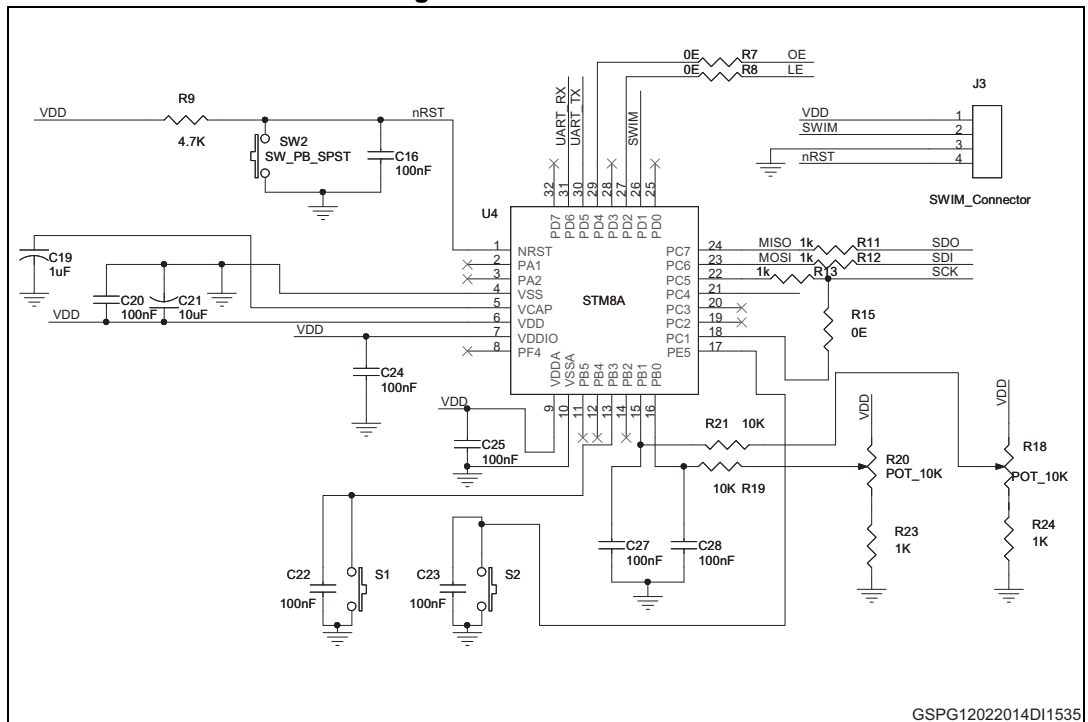 0E R7 OE
0E R8 LE
J3
R9
VDD nRST
4.7K
SW2
SW_PB_SPST
C16
100nF
UART_RX
UART_TX
SWIM
VDD 1
SWIM 2
3
nRST 4
SWIM_Connector
32 31 30 29 28 27 26 25
PD7 PD6 PD5 PD4 PD3 PD2 PD1 PD0
U4
STM8A
1 NRST
2 PA1
3 PA2
4 VSS
5 VCAP
6 VDD
7 VDDIO
8 PF4
PC7 24 MISO 1k R11 SDO
PC6 23 MOSI 1k R12 SDI
PC5 22 1k R13 SCK
PC4 21
PC3 20
PC2 19
PC1 18
PE5 17
VDDA VSSA PB5 PB4 PB3 PB2 PB1 PB0
9 10 11 12 13 14 15 16
C19
1uF
C20
100nF
C21
10uF
VDD
VDD
C24
100nF
VDD
C25
100nF
R15
0E
R21 10K
10K R19
VDD
R20
POT_10K
R23
1K
VDD
R18
POT_10K
R24
1K
C27
100nF
C28
100nF
C22
100nF
S1
C23
100nF
S2
GSPG12022014DI1535